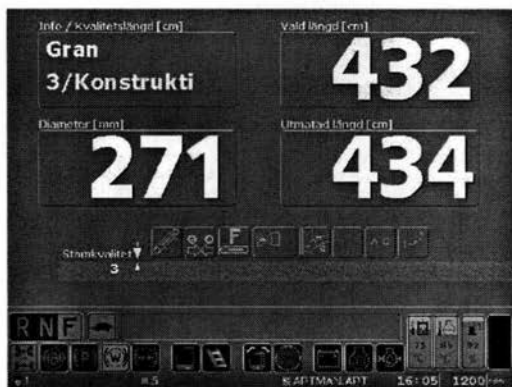 Info / Kvalitetslängd [cm]
Gran
3/Konstrukti
Vald längd [cm]
432
Diameter [mm]
271
Utmatad längd [cm]
434
F
Stamkvalitet
3
R N F
(W)
16:05 1200